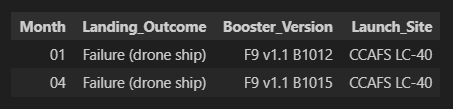 Month Landing_Outcome Booster_Version Launch_Site
01 Failure (drone ship) F9 v1.1 B1012 CCAFS LC-40
04 Failure (drone ship) F9 v1.1 B1015 CCAFS LC-40